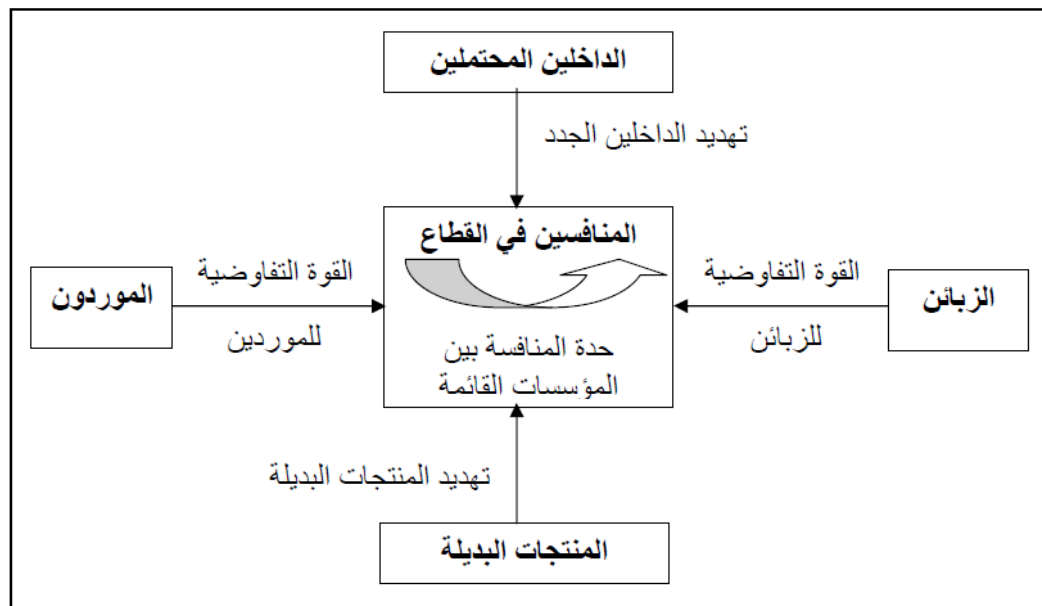 الداخلين المحتملين
تهديد الداخلين الجدد
المنافسين في القطاع
القوة التفاوضية
الزبائن
للزبائن
القوة التفاوضية
الموردون
للموردين
حدة المنافسة بين
المؤسسات القائمة
تهديد المنتجات البديلة
المنتجات البديلة